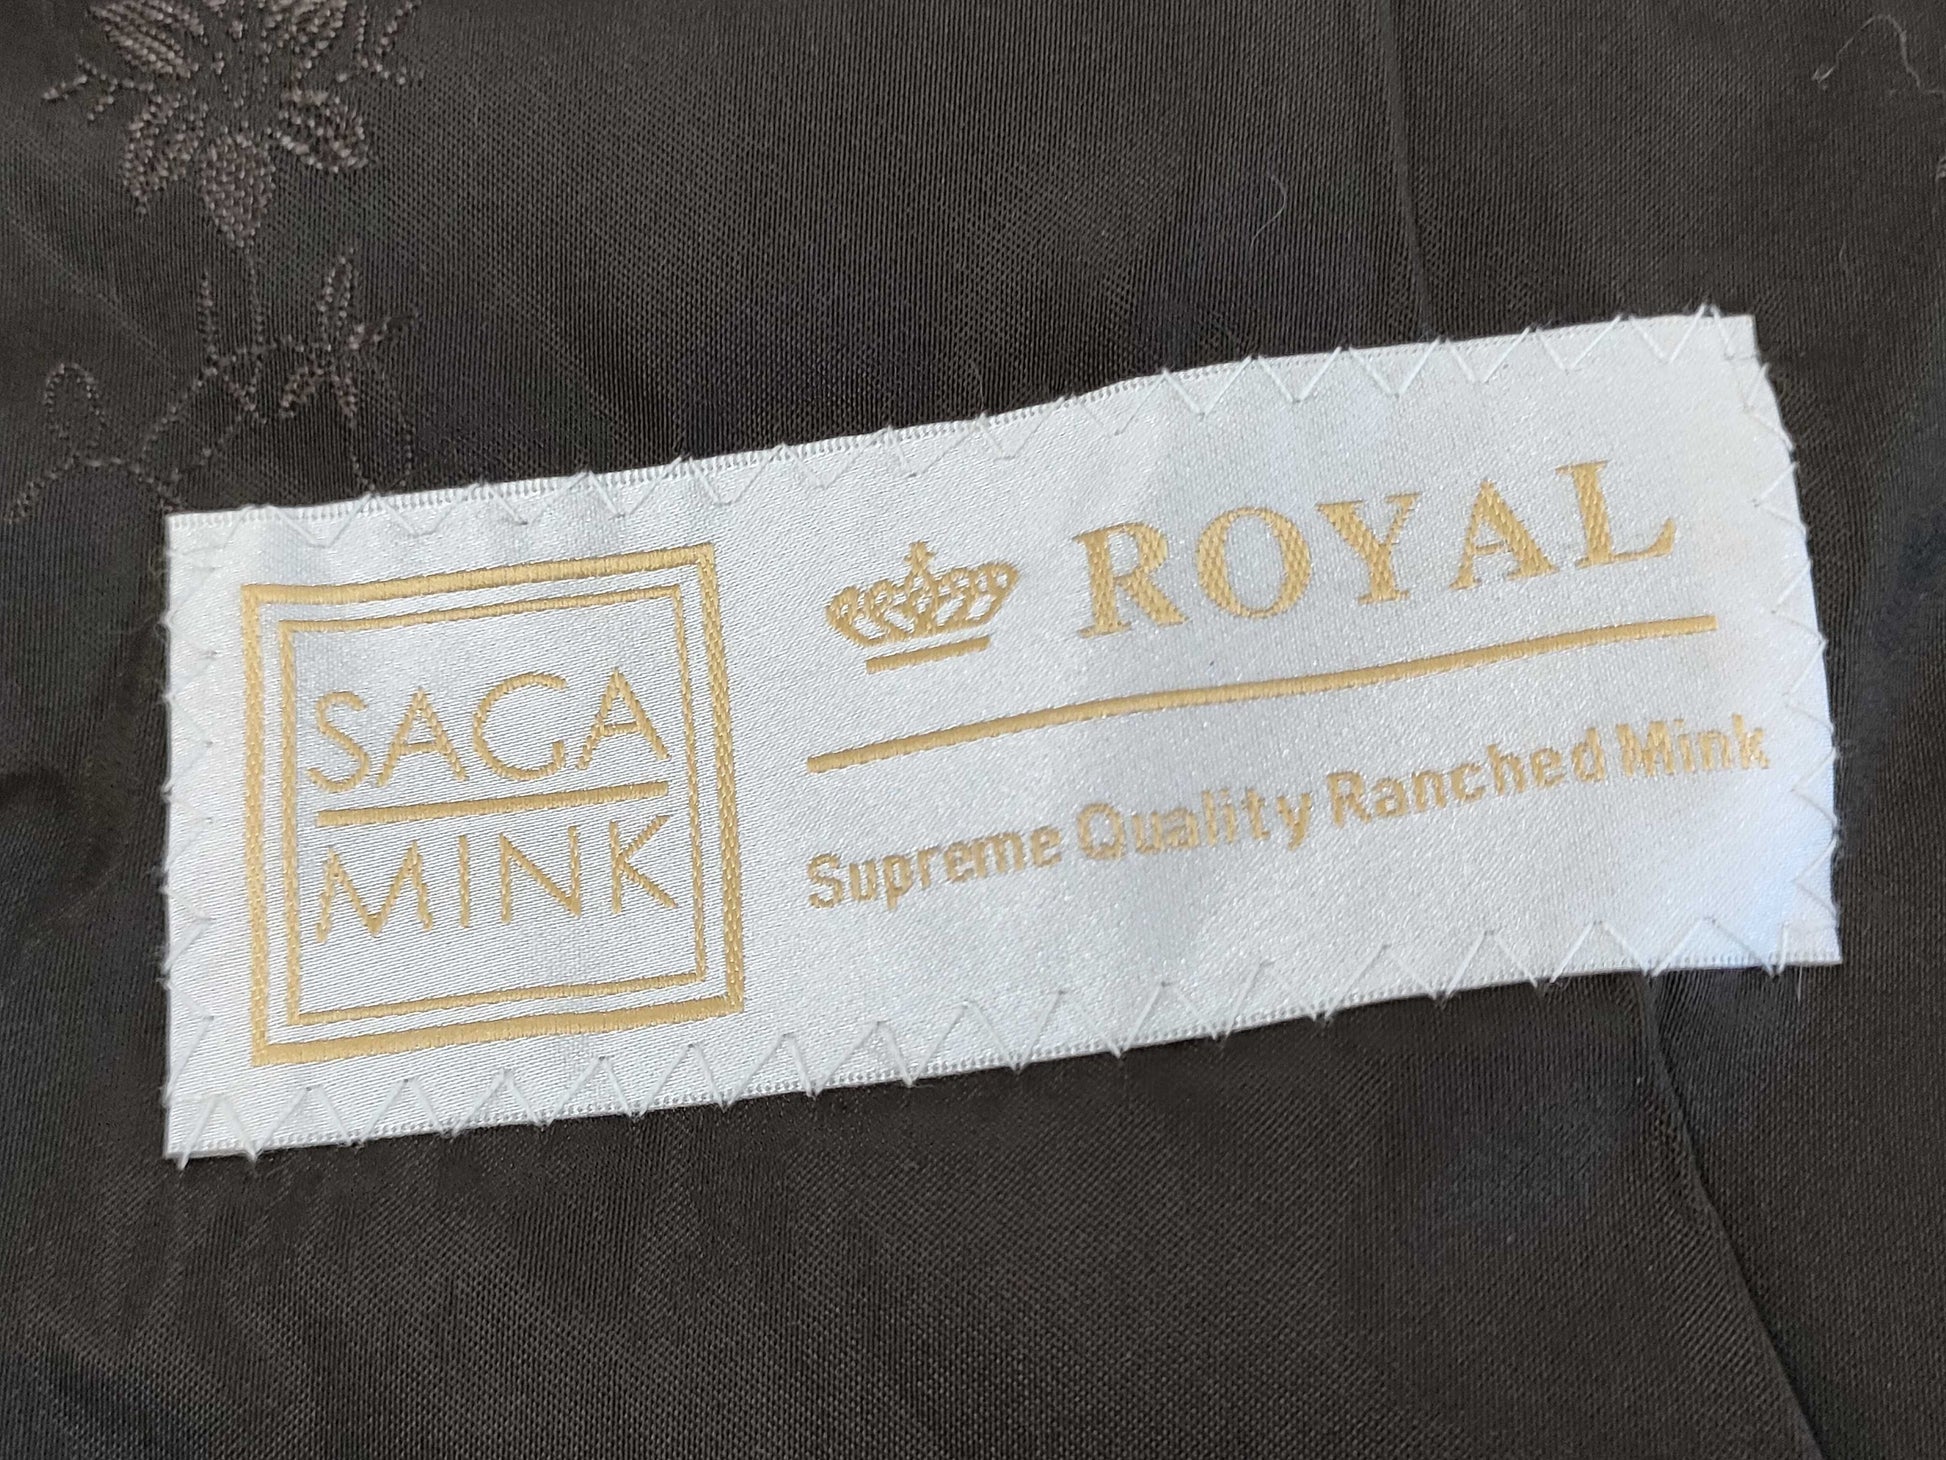 SAGA
MINK
ROYAL
Supreme Quality Ranched Mink